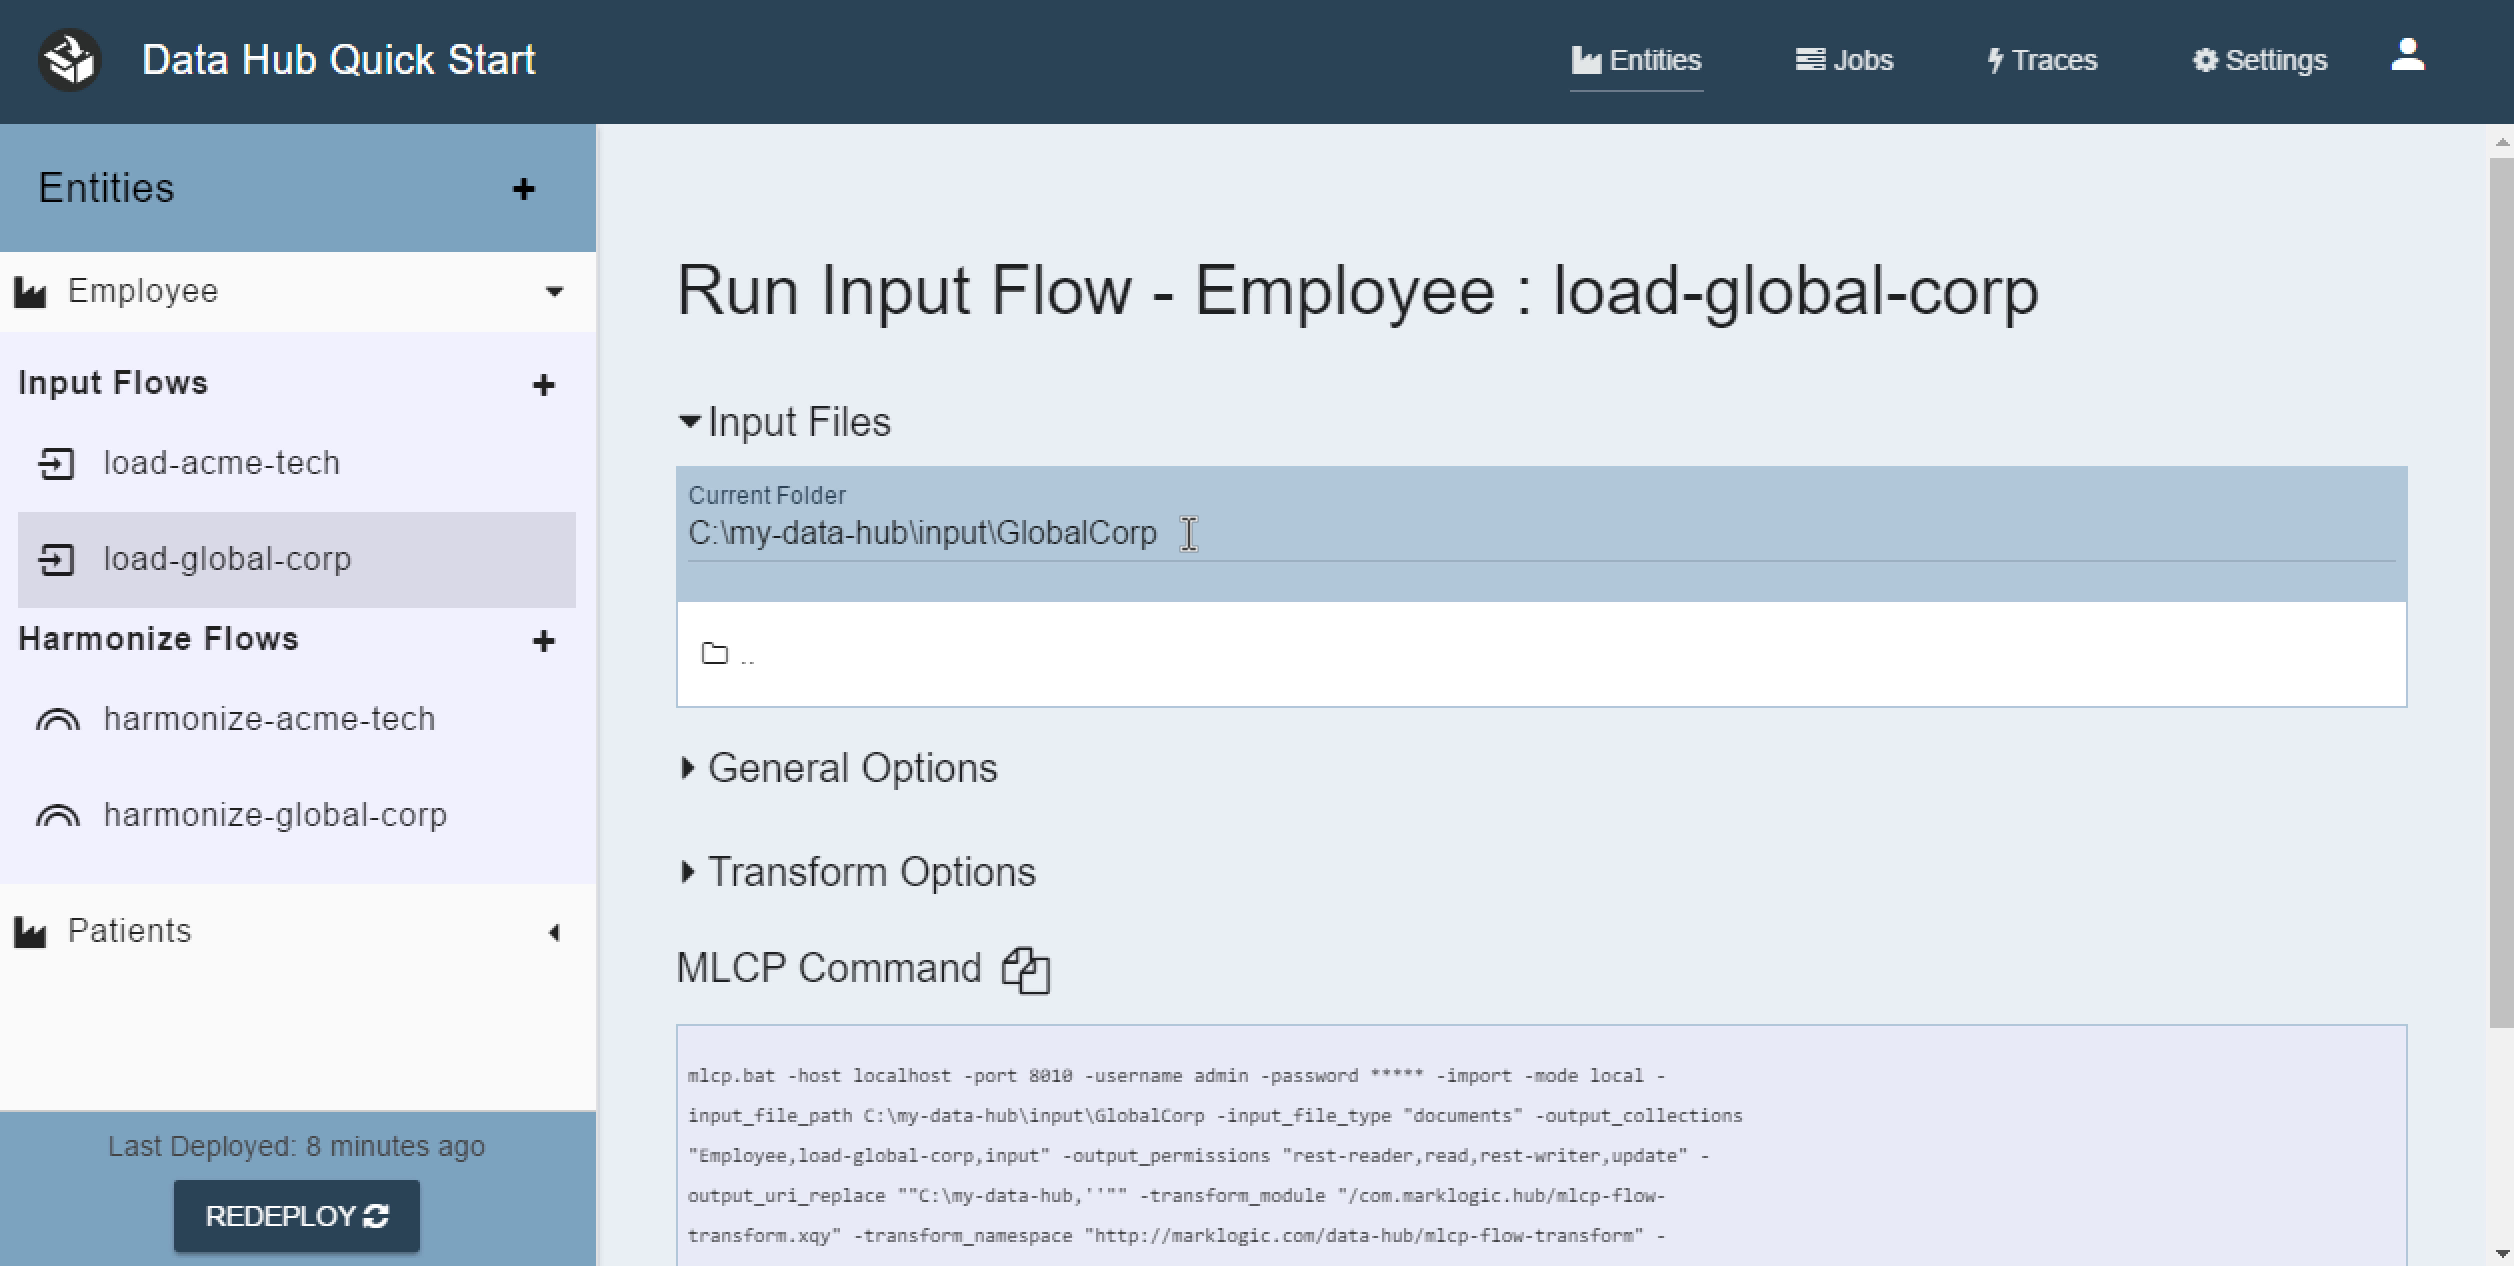 Data Hub Quick Start
Entities
Jobs
Traces
Settings
Entities
+
Employee
Input Flows
+
load-acme-tech
load-global-corp
Harmonize Flows
+
harmonize-acme-tech
harmonize-global-corp
Patients
Last Deployed: 8 minutes ago
REDEPLOY
Run Input Flow - Employee : load-global-corp
Input Files
Current Folder
C:\my-data-hub\input\GlobalCorp
..
General Options
Transform Options
MLCP Command
mlcp.bat -host localhost -port 8010 -username admin -password ***** -import -mode local -
input_file_path C:\my-data-hub\input\GlobalCorp -input_file_type "documents" -output_collections
"Employee,load-global-corp,input" -output_permissions "rest-reader,read,rest-writer,update" -
output_uri_replace ""C:\my-data-hub,''"" -transform_module "/com.marklogic.hub/mlcp-flow-
transform.xqy" -transform_namespace "http://marklogic.com/data-hub/mlcp-flow-transform" -